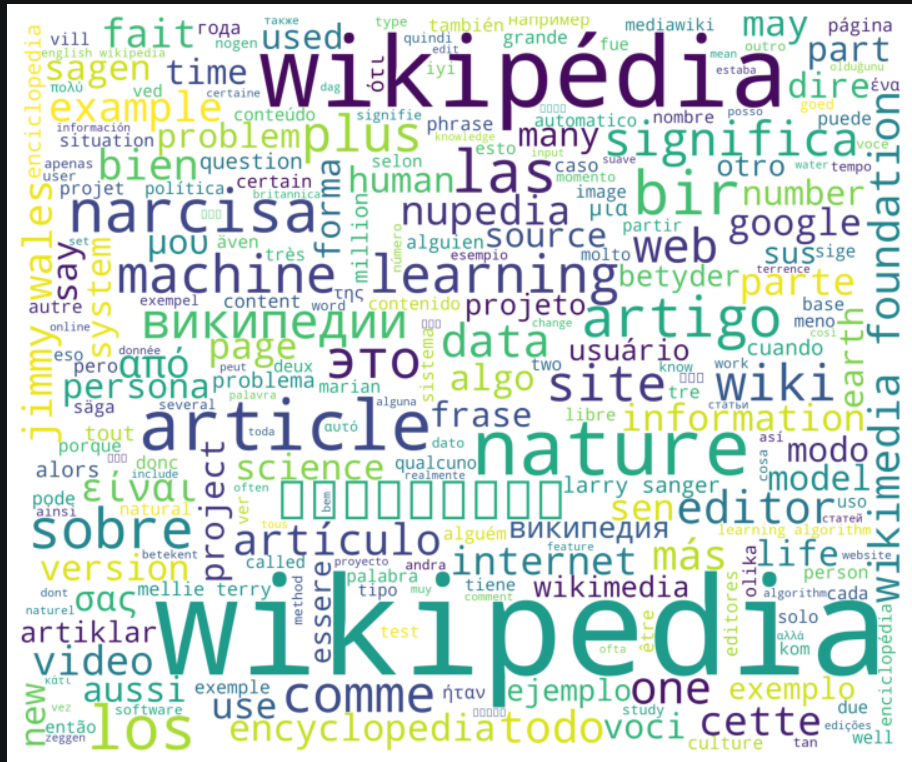 vill
fait
года
nogen
used
type
también
например
mediawiki
may
página
english wikipedia
sagen
time
wikipédia
ότι
quindi
edit
iyi
grande
fue
mean
outro
part
enciclopedia
πολύ
ved
certaine
dag
estaba
olduğunu
dire
ένα
example
conteúdo
signifie
automatico
nombre
posso
goed
puede
información
situation
problem
plus
phrase
many
significa
voce
apenas
user
bien
question
selon
knowledge
input
esto
caso
otro
water
tempo
projet
política
certain
human
las
suave
momento
image
bir
number
britannica
jimmy wales
narcisa
forma
nupedia
μια
partir
google
wikimedia foundation
say
set
system
μου
även
très
million
número
alguien
source
esempio
molto
web
sus
sige
machine learning
betyder
terrence
parte
autre
online
exempel
content
word
της
contenido
projeto
base
meno
così
eso
википедии
change
artigo
earth
pero
donnée
από
page
deux
peut
это
sistema
data
usuário
cuando
persona
problema
marian
algo
two
know
work
site
tre
wiki
säga
several
palavra
alguna
статьи
porque
tout
toda
article
αυτό
frase
libre
information
así
modo
alors
donc
project
science
dato
qualcuno
realmente
nature
cosa
model
pode
ainsi
είναι
natural
often
ver
bem
larry sanger
sen
editor
uso
статей
sobre
tous
artículo
alguém
википедия
learning algorithm
betekent
feature
version
called
essere
proyecto
andra
internet
más
olika
life
website
dont
mellie terry
method
palabra
tipo
muy
tiene
comment
wikimedia
person
algorithm
cada
naturel
σας
wikipedia
solo
artiklar
test
ofta
être
editores
αλλά
kom
enciclopédia
video
κάτι
new
aussi
exemple
comme
ήταν
ejemplo
one
exemplo
due
vez
então
zeggen
software
los
use
encyclopedia
study
todo
voci
culture
cette
tan
edições
well